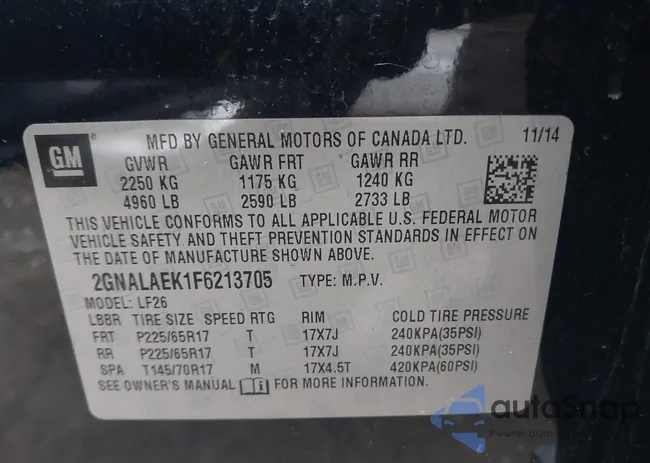 GM
MFD BY GENERAL MOTORS OF CANADA LTD. 11/14
GVWR GAWR FRT GAWR RR
2250 KG 1175 KG 1240 KG
4960 LB 2590 LB 2733 LB
THIS VEHICLE CONFORMS TO ALL APPLICABLE U.S. FEDERAL MOTOR
VEHICLE SAFETY AND THEFT PREVENTION STANDARDS IN EFFECT ON
THE DATE OF MANUFACTURE SHOWN ABOVE.
2GNALAEK1F6213705 TYPE: M.P.V.
MODEL: LF26
LBBR TIRE SIZE SPEED RTG RIM COLD TIRE PRESSURE
FRT P225/65R17 T 17X7J 240KPA(35PSI)
RR P225/65R17 T 17X7J 240KPA(35PSI)
SPA T145/70R17 M 17X4.5T 420KPA(60PSI)
SEE OWNER'S MANUAL i FOR MORE INFORMATION.
autoSnap
Pewne auto